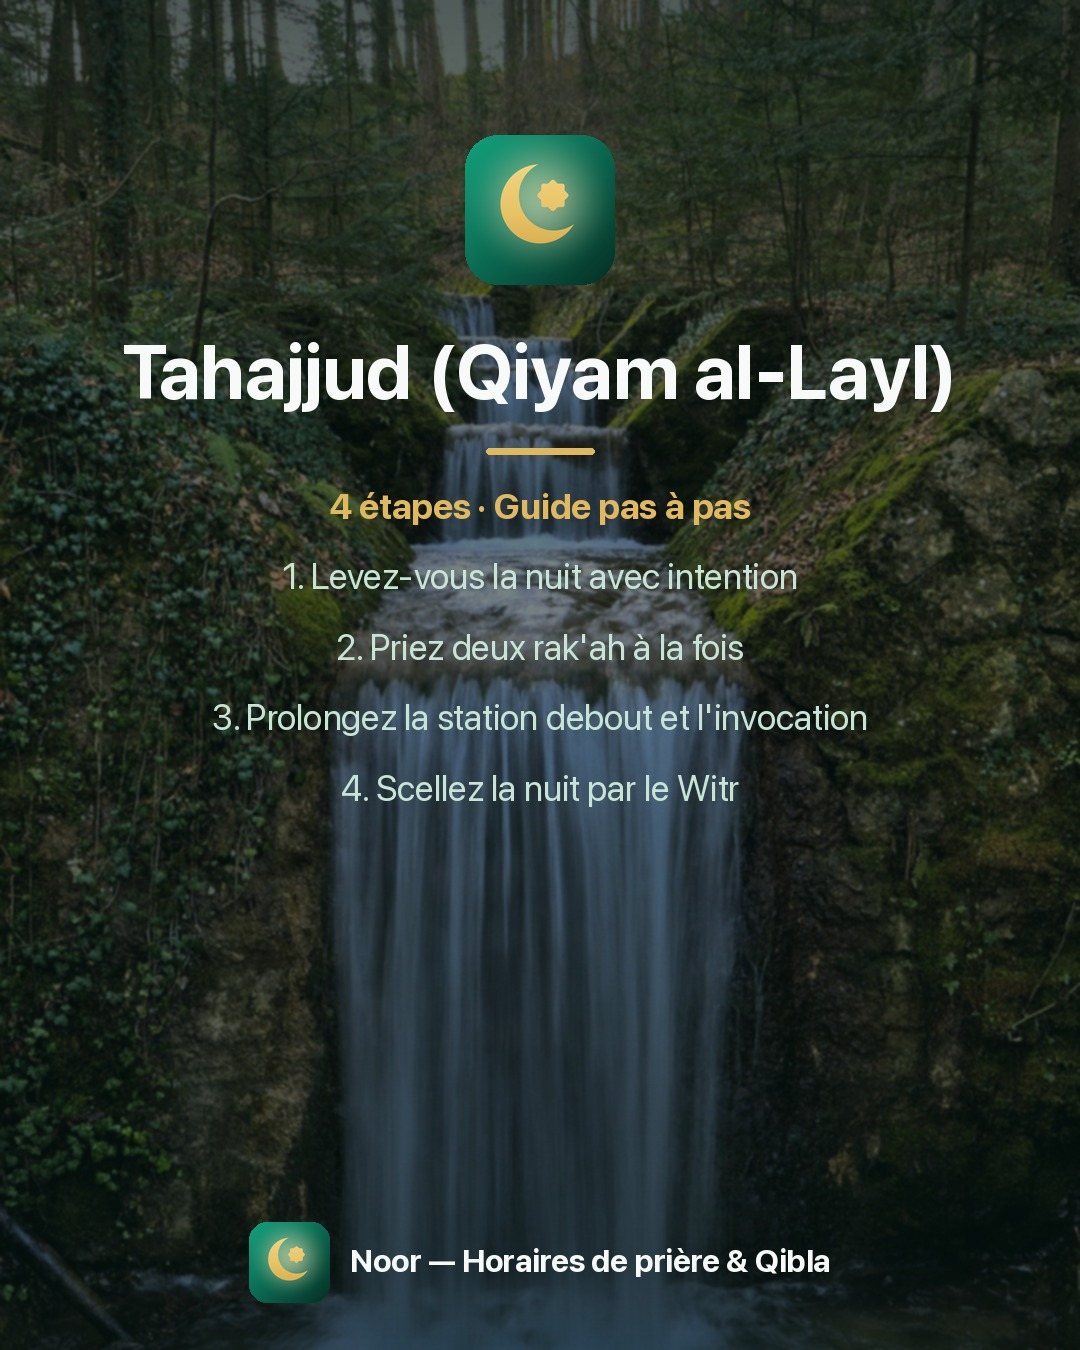 Tahajjud (Qiyam al-Layl)
4 étapes · Guide pas à pas
1. Levez-vous la nuit avec intention
2. Priez deux rak'ah à la fois
3. Prolongez la station debout et l'invocation
4. Scellez la nuit par le Witr
Noor — Horaires de prière & Qibla